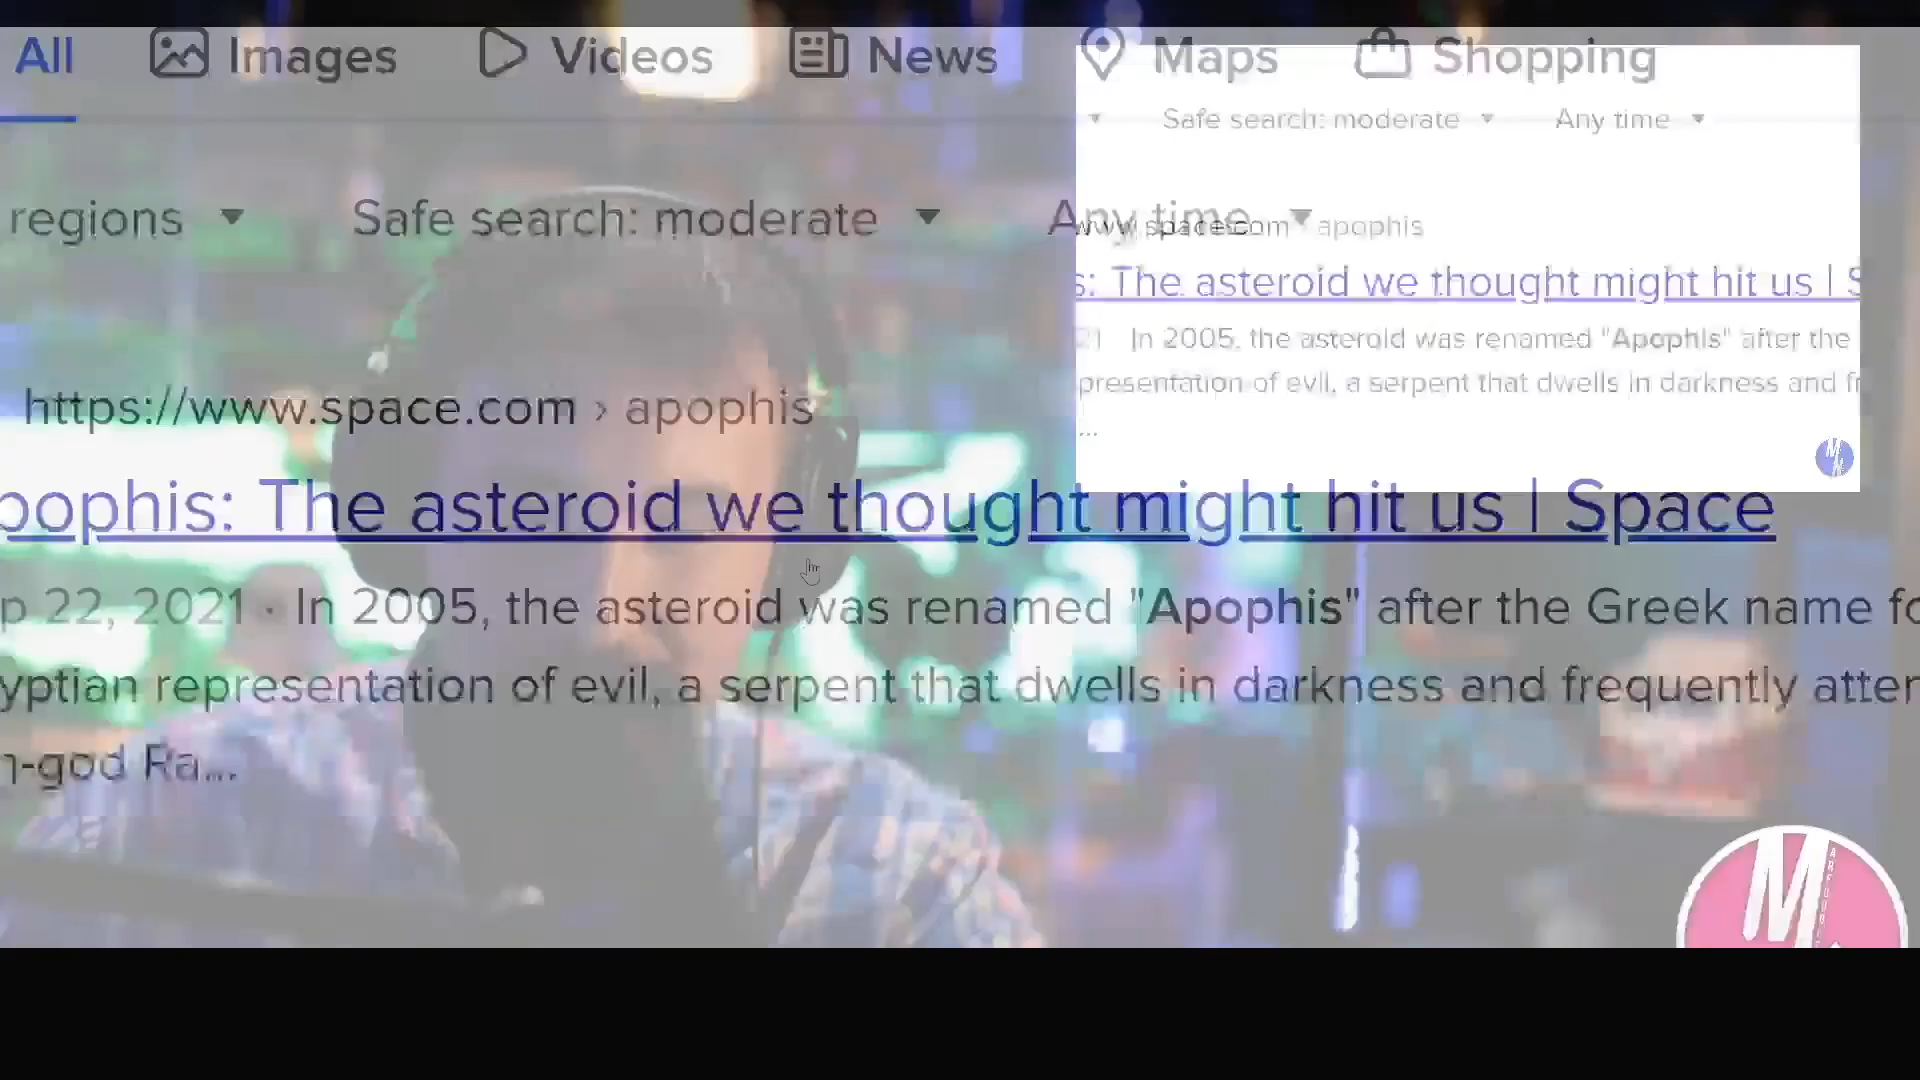 All Images Videos News Maps Shopping
Safe search: moderate Any time
regions Safe search: moderate Any time
www.space.com apophis
s: The asteroid we thought might hit us | S
In 2005, the asteroid was renamed "Apophis" after the
presentation of evil, a serpent that dwells in darkness and fr
...
https://www.space.com › apophis
pophis: The asteroid we thought might hit us | Space
p 22, 2021 · In 2005, the asteroid was renamed "Apophis" after the Greek name fo
yptian representation of evil, a serpent that dwells in darkness and frequently atter
n-god Ra...